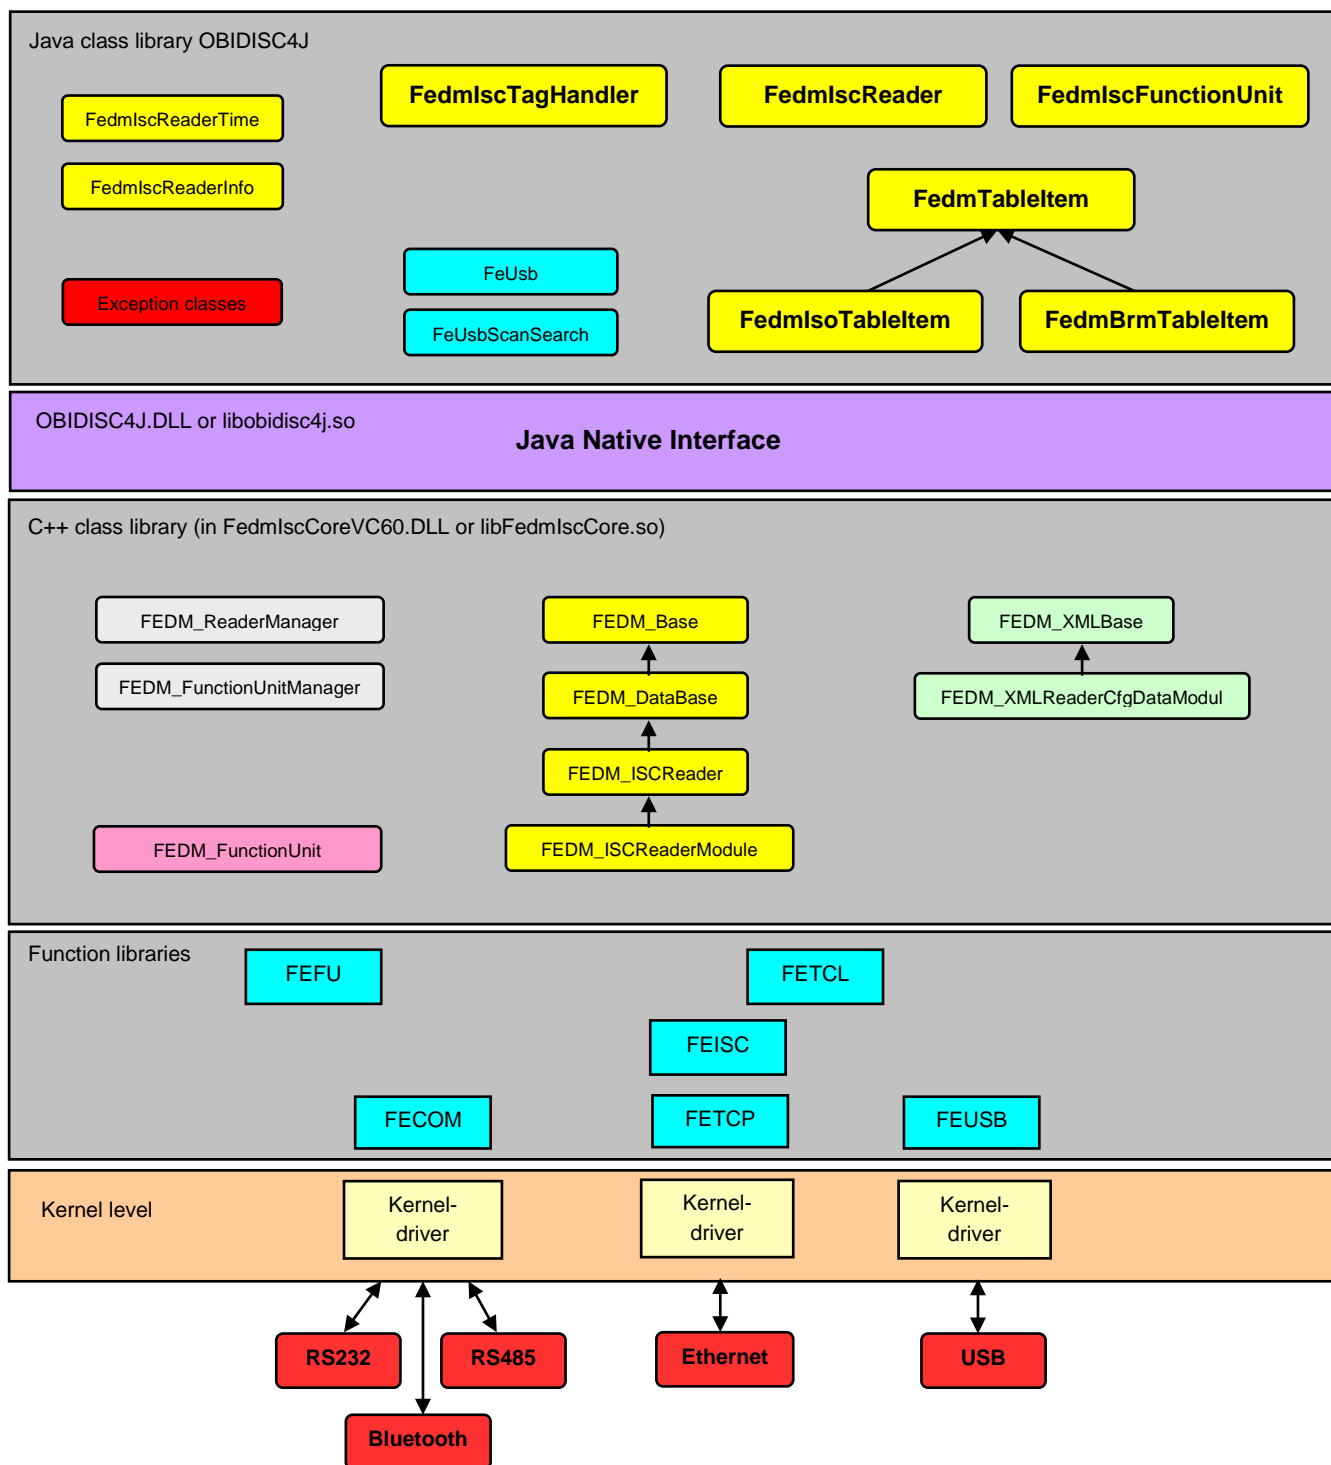 Java class library OBIDISC4J
FedmIscTagHandler
FedmIscReader
FedmIscFunctionUnit
FedmIscReaderTime
FedmIscReaderInfo
FedmTableItem
FeUsb
Exception classes
FedmIsoTableItem
FedmBrmTableItem
FeUsbScanSearch
OBIDISC4J.DLL or libobidisc4j.so
Java Native Interface
C++ class library (in FedmIscCoreVC60.DLL or libFedmIscCore.so)
FEDM_ReaderManager
FEDM_Base
FEDM_XMLBase
FEDM_FunctionUnitManager
FEDM_DataBase
FEDM_XMLReaderCfgDataModul
FEDM_ISCReader
FEDM_FunctionUnit
FEDM_ISCReaderModule
Function libraries
FEFU
FETCL
FEISC
FECOM
FETCP
FEUSB
Kernel level
Kernel-
driver
Kernel-
driver
Kernel-
driver
RS232
RS485
Ethernet
USB
Bluetooth